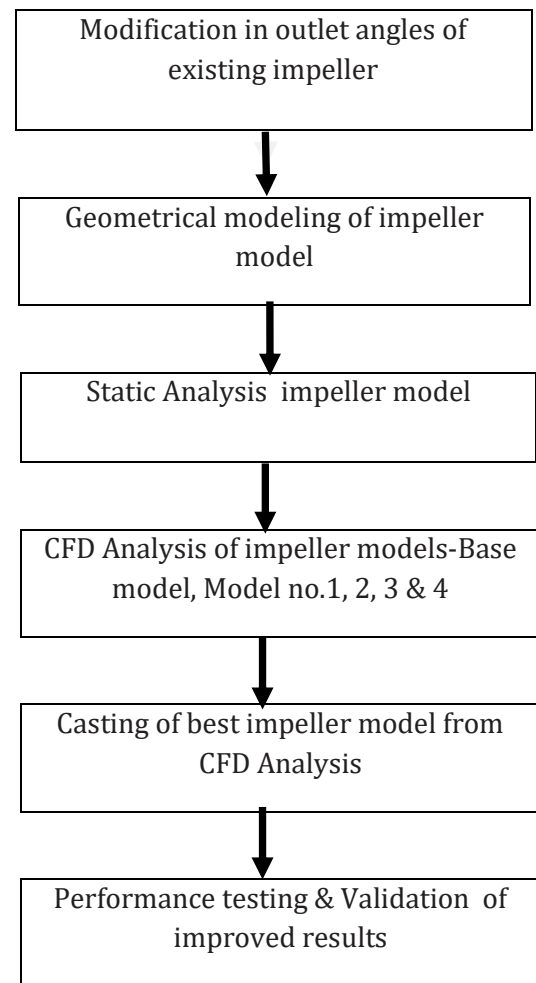 Modification in outlet angles of
existing impeller
Geometrical modeling of impeller
model
Static Analysis  impeller model
CFD Analysis of impeller models-Base
model, Model no.1, 2, 3 & 4
Casting of best impeller model from
CFD Analysis
Performance testing & Validation  of
improved results